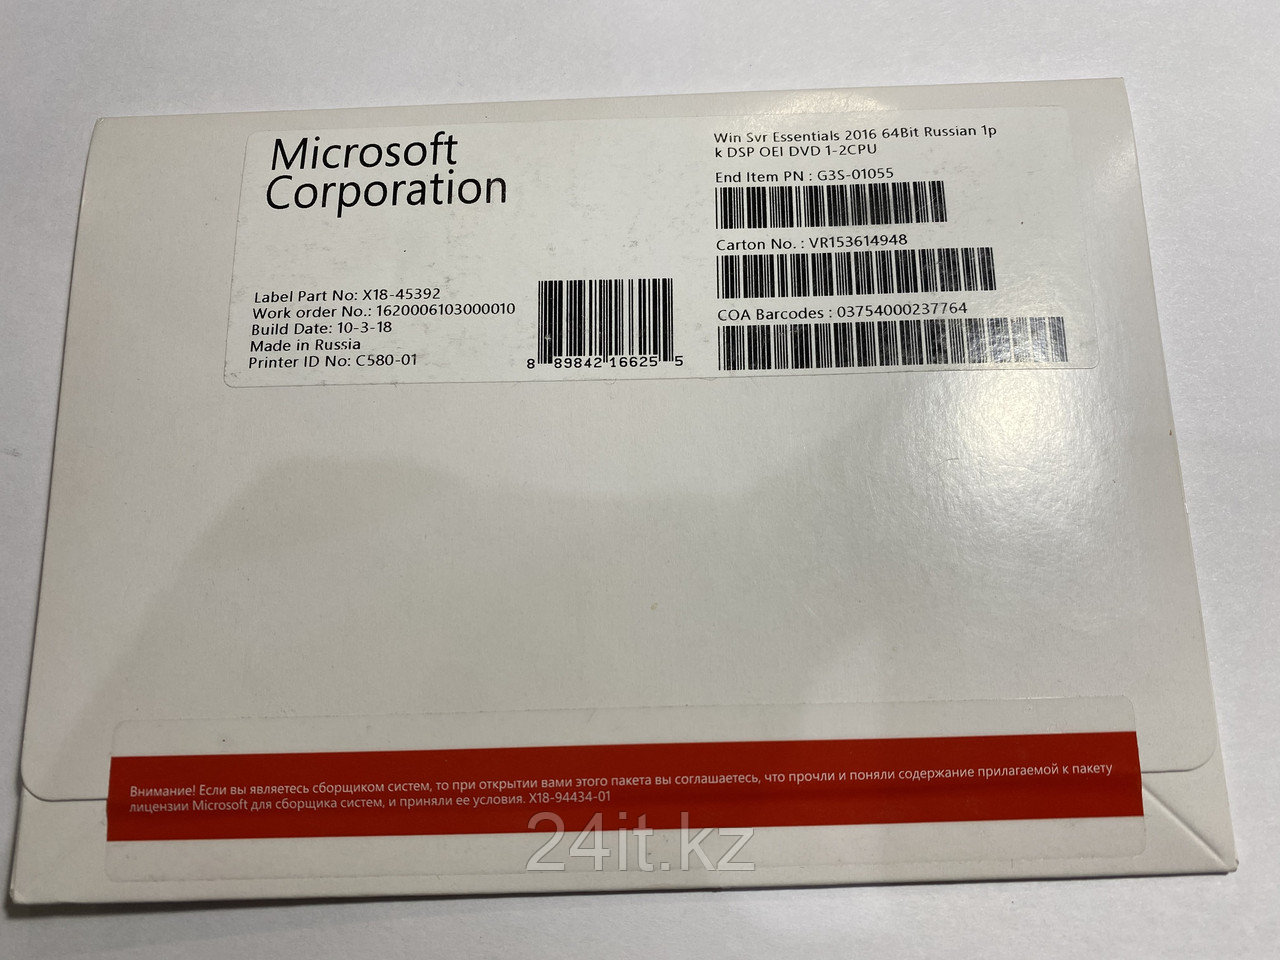 Microsoft
Corporation
Label Part No: X18-45392
Work order No.: 1620006103000010
Build Date: 10-3-18
Made in Russia
Printer ID No: C580-01
8 89842 16625 5
Win Svr Essentials 2016 64Bit Russian 1p
k DSP OEI DVD 1-2CPU
End Item PN : G3S-01055
Carton No. : VR153614948
COA Barcodes : 03754000237764
Внимание! Если вы являетесь сборщиком систем, то при открытии вами этого пакета вы соглашаетесь, что прочли и поняли содержание прилагаемой к пакету
лицензии Microsoft для сборщика систем, и приняли ее условия. X18-94434-01
24it.kz